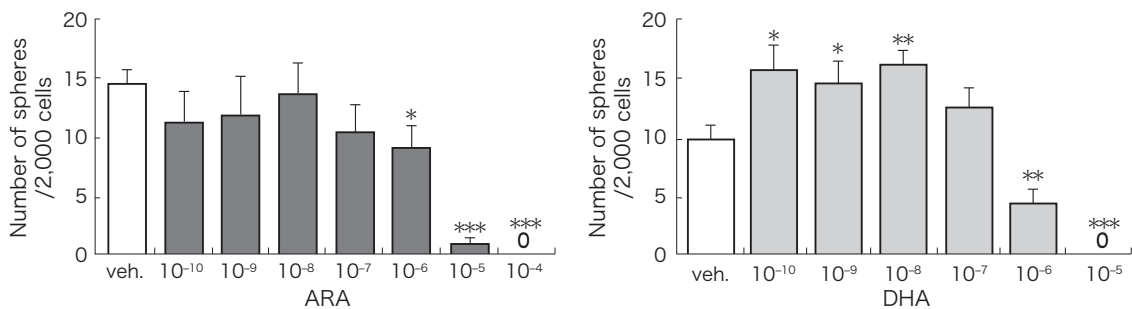 Number of spheres
/2,000 cells
20
15
10
5
0
*
***
***
0
veh. 10⁻¹⁰ 10⁻⁹ 10⁻⁸ 10⁻⁷ 10⁻⁶ 10⁻⁵ 10⁻⁴
ARA
Number of spheres
/2,000 cells
20
15
10
5
0
*
*
**
**
***
0
veh. 10⁻¹⁰ 10⁻⁹ 10⁻⁸ 10⁻⁷ 10⁻⁶ 10⁻⁵
DHA